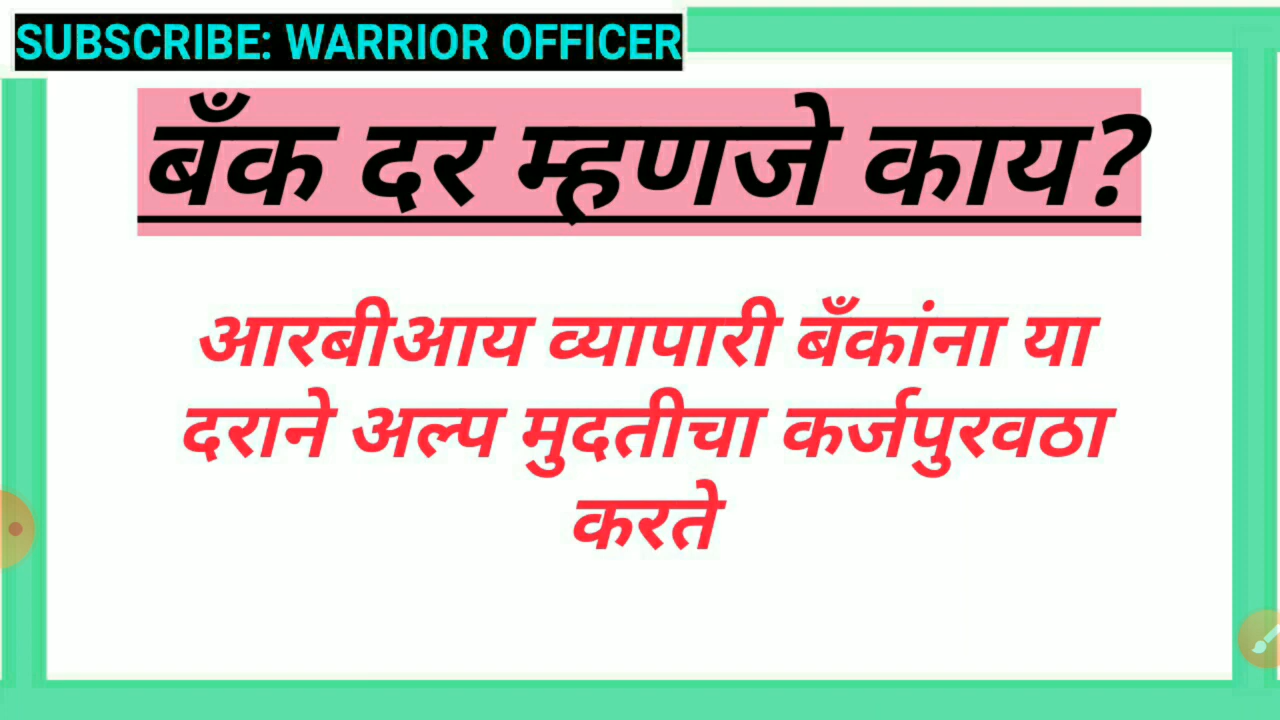 SUBSCRIBE: WARRIOR OFFICER
बँक दर म्हणजे काय?
आरबीआय व्यापारी बँकांना या
दराने अल्प मुदतीचा कर्जपुरवठा
करते